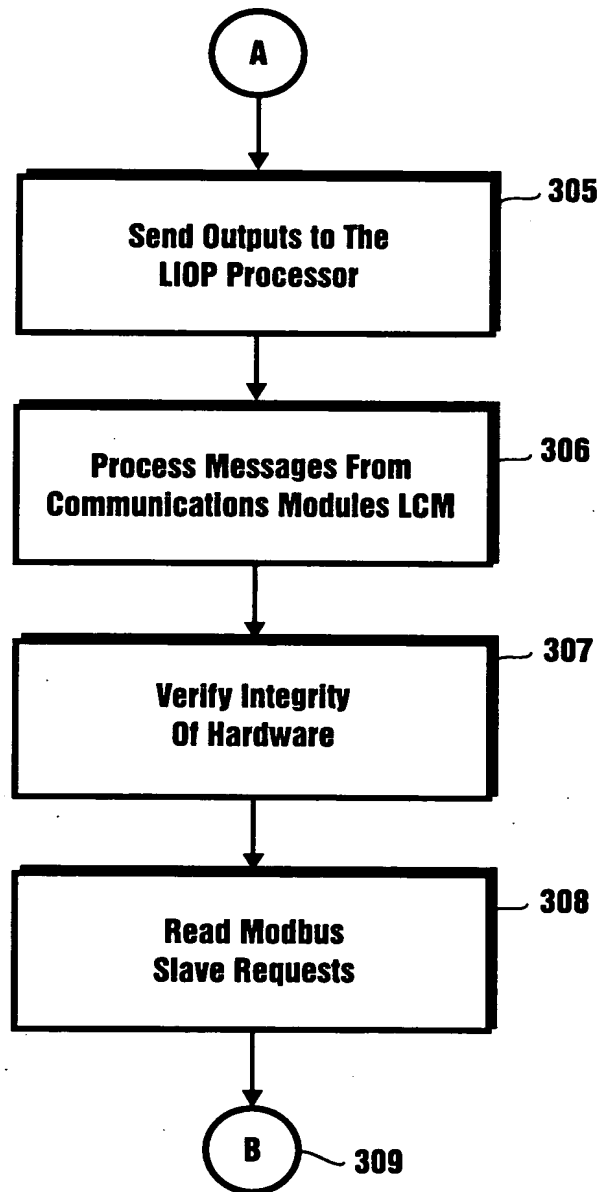 A
305
Send Outputs to The
LIOP Processor
306
Process Messages From
Communications Modules LCM
307
Verify Integrity
Of Hardware
308
Read Modbus
Slave Requests
B
309